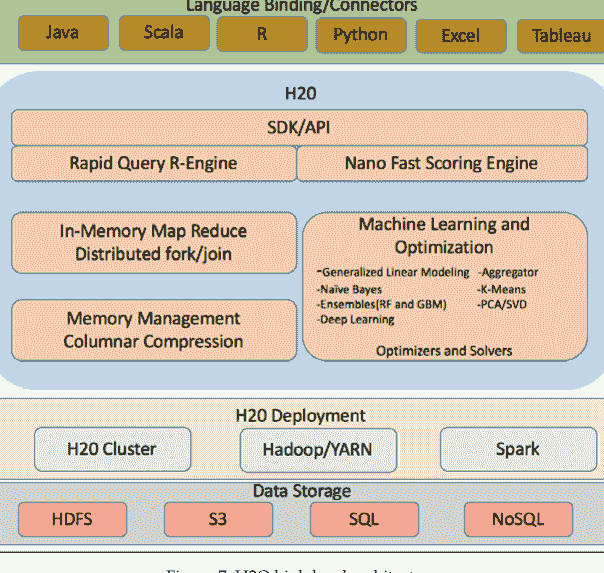 Language Binding/Connectors
Java Scala R Python Excel Tableau
H20
SDK/API
Rapid Query R-Engine Nano Fast Scoring Engine
In-Memory Map Reduce
Distributed fork/join
Memory Management
Columnar Compression
Machine Learning and
Optimization
-Generalized Linear Modeling -Aggregator
-Naïve Bayes -K-Means
-Ensembles(RF and GBM) -PCA/SVD
-Deep Learning
Optimizers and Solvers
H20 Deployment
H20 Cluster Hadoop/YARN Spark
Data Storage
HDFS S3 SQL NoSQL